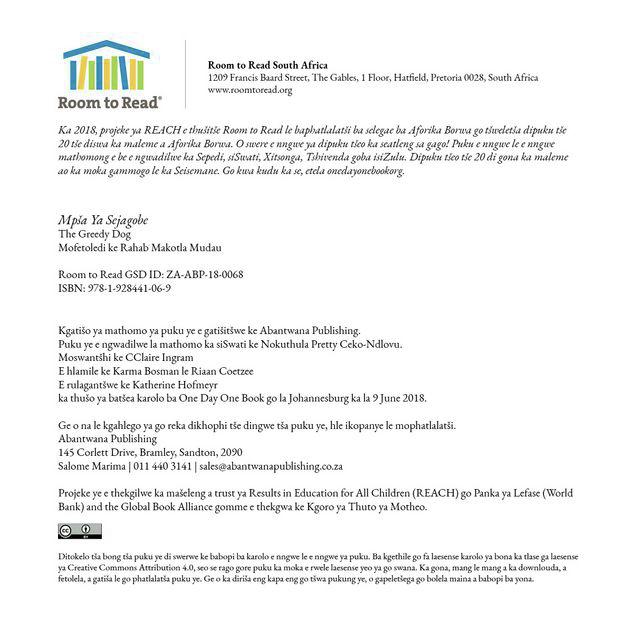 Room to Read®
Room to Read South Africa
1209 Francis Baard Street, The Gables, 1 Floor, Hatfield, Pretoria 0028, South Africa
www.roomtoread.org
Ka 2018, projeke ya REACH e thušitše Room to Read le baphatlalatši ba selegae ba Aforika Borwa go tšweletša dipuku tše
20 tše diswa ka maleme a Aforika Borwa. O swere e nngwe ya dipuku tšeo ka seatleng sa gago! Puku e nngwe le e nngwe
mathomong e be e ngwadilwe ka Sepedi, siSwati, Xitsonga, Tshivenda goba isiZulu. Dipuku tšeo tše 20 di gona ka maleme
ao ka moka gammogo le ka Seisemane. Go kwa kudu ka se, etela onedayonebookorg.
Mpša Ya Sejagobe
The Greedy Dog
Mofetoledi ke Rahab Makotla Mudau
Room to Read GSD ID: ZA-ABP-18-0068
ISBN: 978-1-928441-06-9
Kgatišo ya mathomo ya puku ye e gatišitšwe ke Abantwana Publishing.
Puku ye e ngwadilwe la mathomo ka siSwati ke Nokuthula Pretty Ceko-Ndlovu.
Moswantšhi ke CClaire Ingram
E hlamile ke Karma Bosman le Riaan Coetzee
E rulagantšwe ke Katherine Hofmeyr
ka thušo ya batšea karolo ba One Day One Book go la Johannesburg ka la 9 June 2018.
Ge o na le kgahlego ya go reka dikhophi tše dingwe tša puku ye, hle ikopanye le mophatlalatši.
Abantwana Publishing
145 Corlett Drive, Bramley, Sandton, 2090
Salome Marima | 011 440 3141 | sales@abantwanapublishing.co.za
Projeke ye e thekgilwe ka mašeleng a trust ya Results in Education for All Children (REACH) go Panka ya Lefase (World
Bank) and the Global Book Alliance gomme e thekgwa ke Kgoro ya Thuto ya Motheo.
cc BY
Ditokelo tša bong tša puku ye di swerwe ke babopi ba karolo e nngwe le e nngwe ya puku. Ba kgethile go fa laesense karolo ya bona ka tlase ga laesense
ya Creative Commons Attribution 4.0, seo se rago gore puku ka moka e rwele laesense yeo ya go swana. Ka gona, mang le mang a ka downlouda, a
fetolela, a gatiša le go phatlalatša puku ye. Ge o ka diriša eng kapa eng go tšwa pukung ye, o gapeletšega go bolela maina a babopi ba yona.